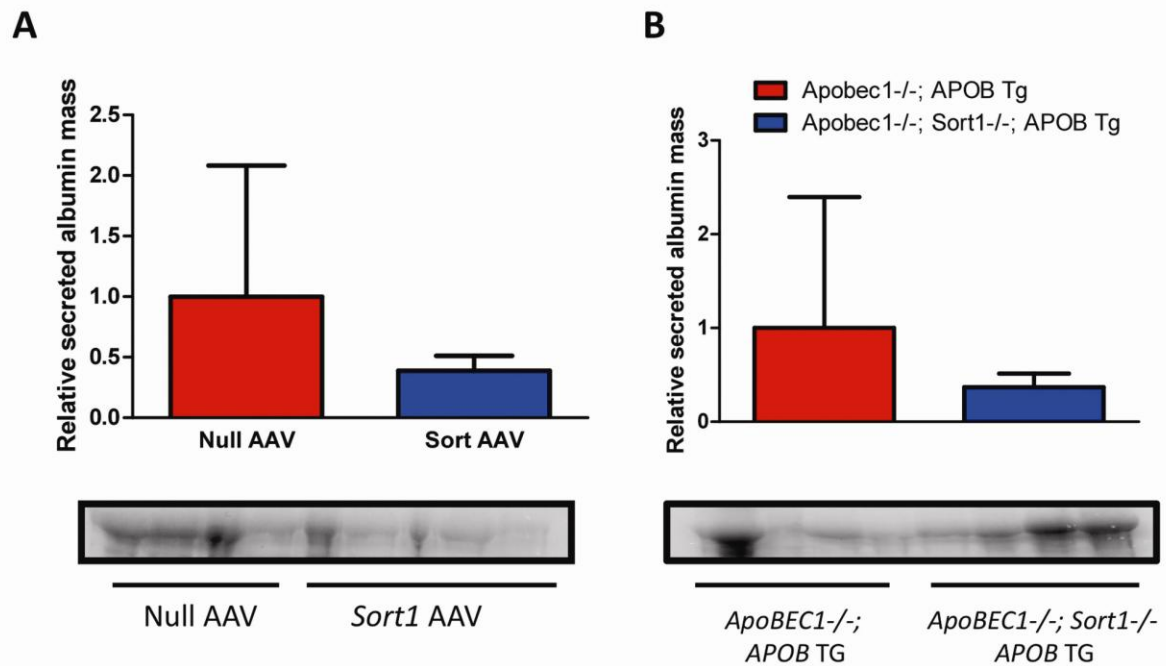 A
Relative secreted albumin mass
2.5
2.0
1.5
1.0
0.5
0.0
Null AAV Sort AAV
Null AAV Sort1 AAV
B
Apobec1-/-; APOB Tg
Apobec1-/-; Sort1-/-; APOB Tg
Relative secreted albumin mass
3
2
1
0
ApoBEC1-/-; ApoBEC1-/-; Sort1-/-
APOB TG APOB TG